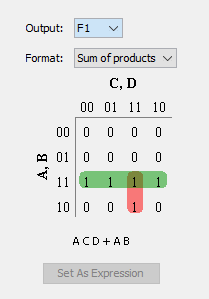 Output: F1
Format: Sum of products
C, D
00 01 11 10
A, B
00 0 0 0 0
01 0 0 0 0
11 1 1 1 1
10 0 0 1 0
A C D + A B
Set As Expression